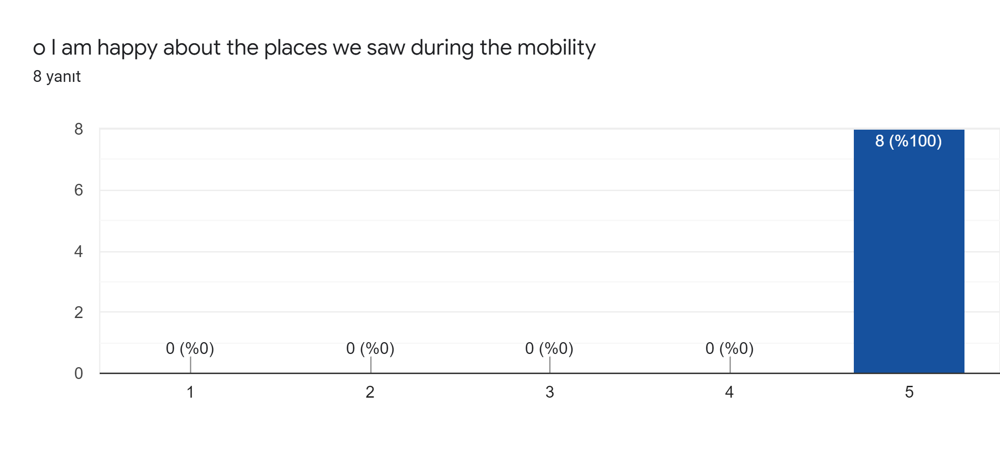 o I am happy about the places we saw during the mobility
8 yanıt
8
8 (%100)
6
4
2
0 (%0) 0 (%0) 0 (%0) 0 (%0)
0
1 2 3 4 5